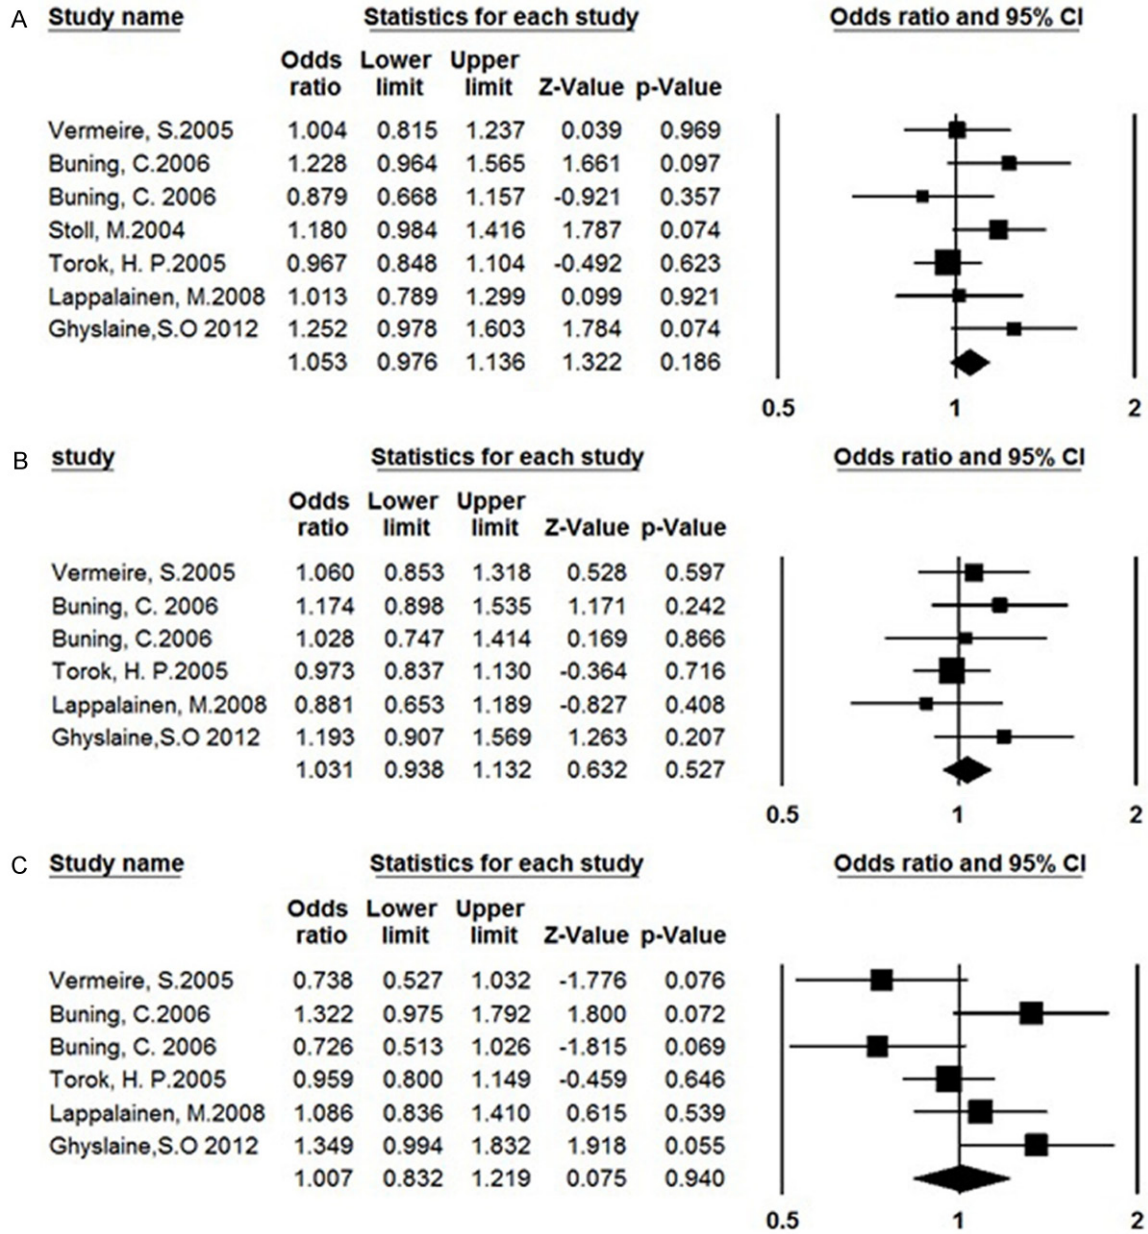 A Study name Statistics for each study Odds ratio and 95% CI
Odds Lower Upper
ratio limit limit Z-Value p-Value
Vermeire, S.2005 1.004 0.815 1.237 0.039 0.969
Buning, C.2006 1.228 0.964 1.565 1.661 0.097
Buning, C. 2006 0.879 0.668 1.157 -0.921 0.357
Stoll, M.2004 1.180 0.984 1.416 1.787 0.074
Torok, H. P.2005 0.967 0.848 1.104 -0.492 0.623
Lappalainen, M.2008 1.013 0.789 1.299 0.099 0.921
Ghyslaine,S.O 2012 1.252 0.978 1.603 1.784 0.074
1.053 0.976 1.136 1.322 0.186
0.5 1 2
B study Statistics for each study Odds ratio and 95% CI
Odds Lower Upper
ratio limit limit Z-Value p-Value
Vermeire, S.2005 1.060 0.853 1.318 0.528 0.597
Buning, C. 2006 1.174 0.898 1.535 1.171 0.242
Buning, C.2006 1.028 0.747 1.414 0.169 0.866
Torok, H. P.2005 0.973 0.837 1.130 -0.364 0.716
Lappalainen, M.2008 0.881 0.653 1.189 -0.827 0.408
Ghyslaine,S.O 2012 1.193 0.907 1.569 1.263 0.207
1.031 0.938 1.132 0.632 0.527
0.5 1 2
C Study name Statistics for each study Odds ratio and 95% CI
Odds Lower Upper
ratio limit limit Z-Value p-Value
Vermeire, S.2005 0.738 0.527 1.032 -1.776 0.076
Buning, C.2006 1.322 0.975 1.792 1.800 0.072
Buning, C. 2006 0.726 0.513 1.026 -1.815 0.069
Torok, H. P.2005 0.959 0.800 1.149 -0.459 0.646
Lappalainen, M.2008 1.086 0.836 1.410 0.615 0.539
Ghyslaine,S.O 2012 1.349 0.994 1.832 1.918 0.055
1.007 0.832 1.219 0.075 0.940
0.5 1 2